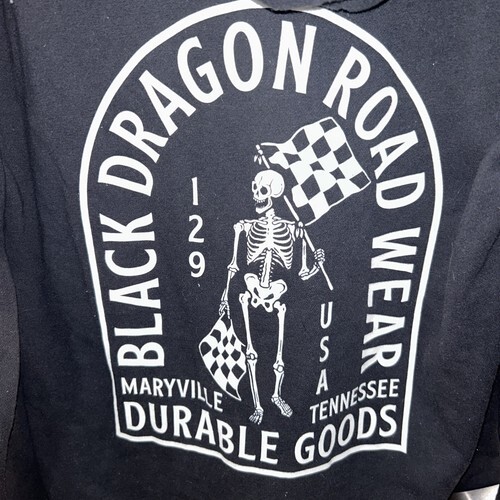 BLACK DRAGON ROAD WEAR
129
USA
MARYVILLE TENNESSEE
DURABLE GOODS